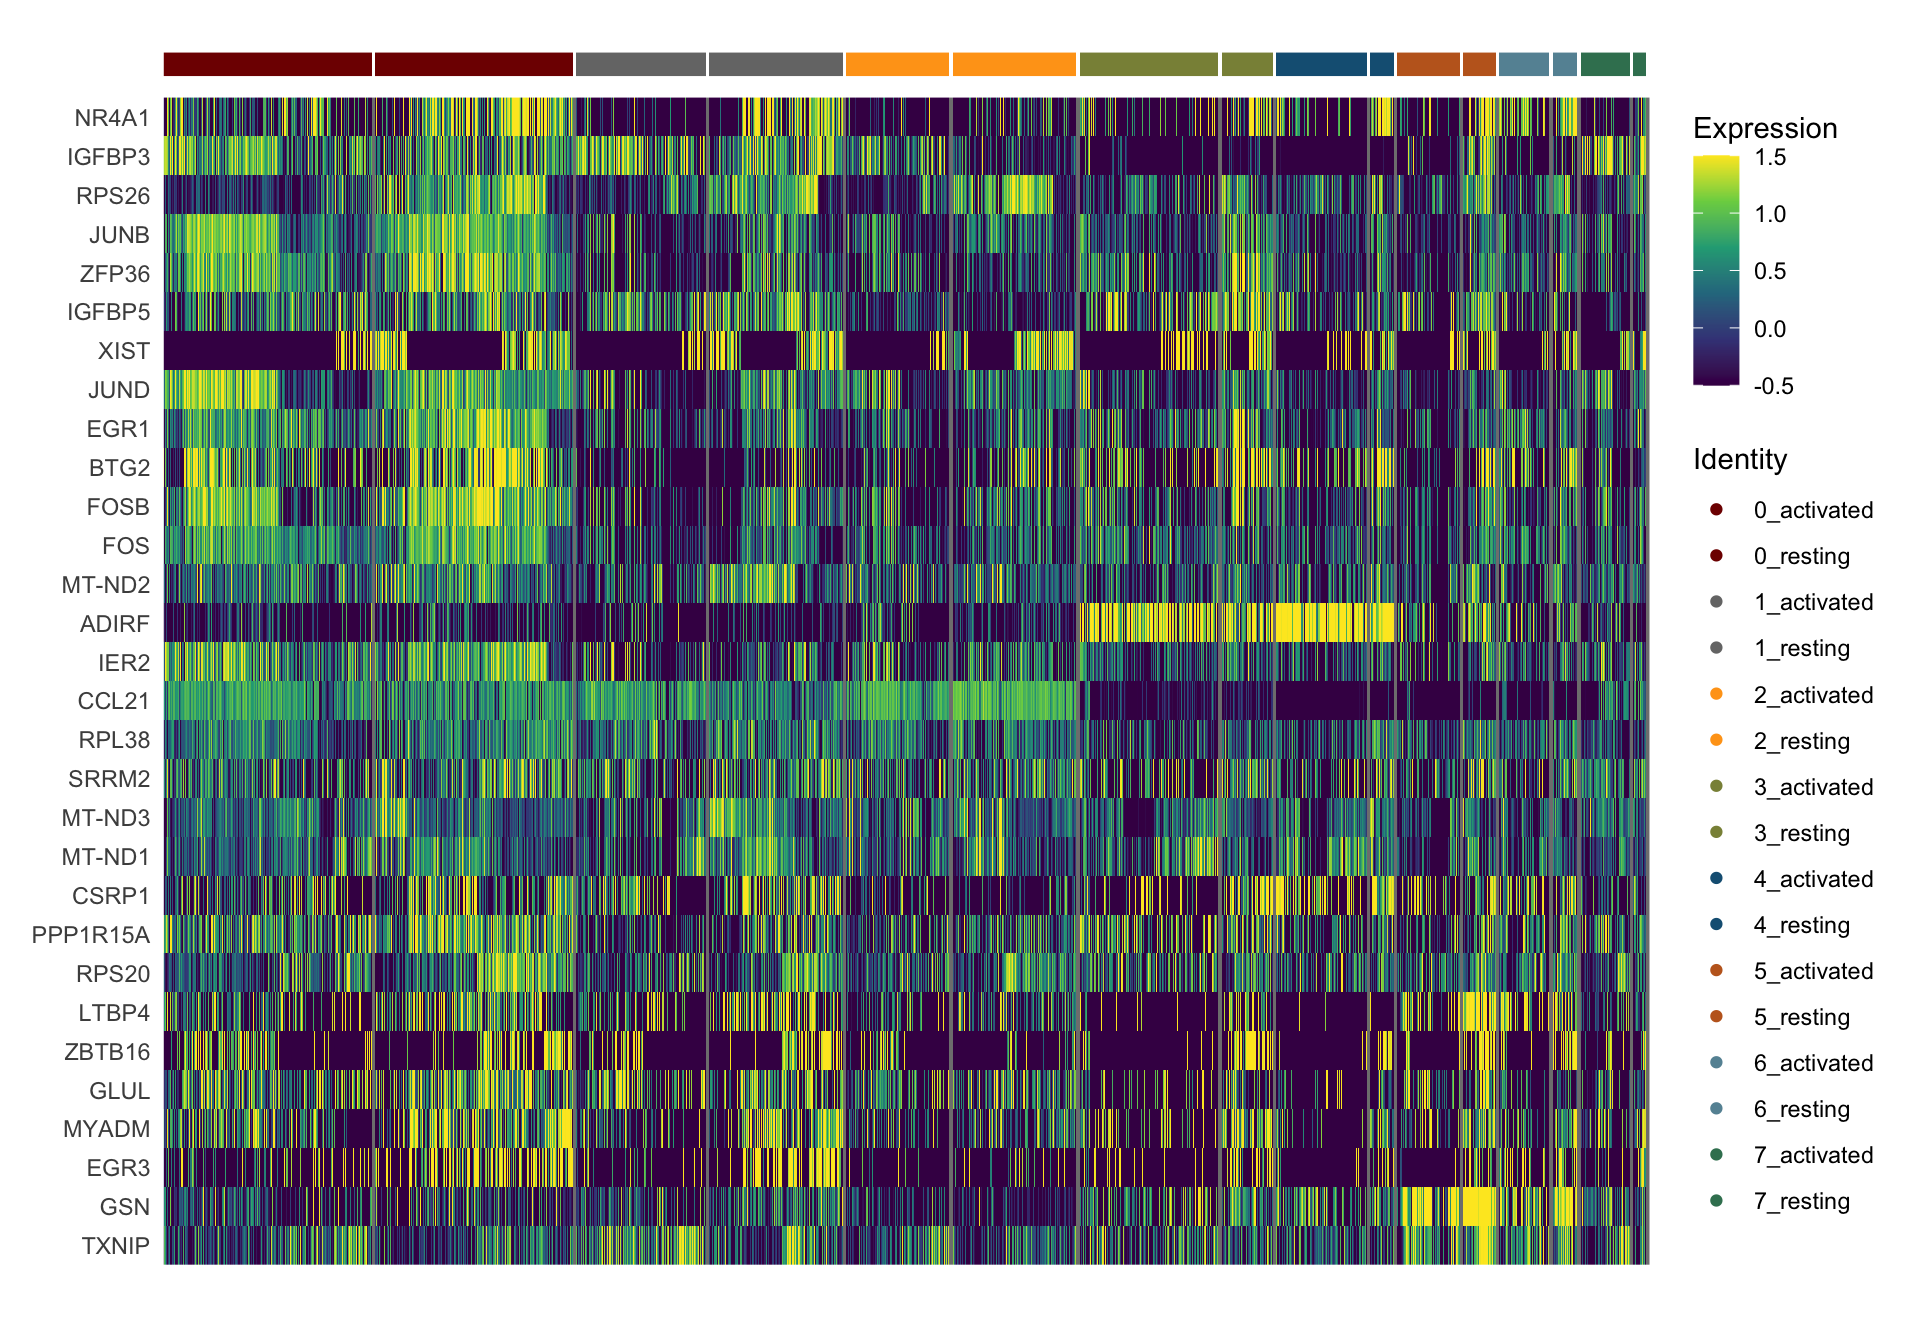 NR4A1
IGFBP3
RPS26
JUNB
ZFP36
IGFBP5
XIST
JUND
EGR1
BTG2
FOSB
FOS
MT-ND2
ADIRF
IER2
CCL21
RPL38
SRRM2
MT-ND3
MT-ND1
CSRP1
PPP1R15A
RPS20
LTBP4
ZBTB16
GLUL
MYADM
EGR3
GSN
TXNIP
Expression
1.5
1.0
0.5
0.0
-0.5
Identity
0_activated
0_resting
1_activated
1_resting
2_activated
2_resting
3_activated
3_resting
4_activated
4_resting
5_activated
5_resting
6_activated
6_resting
7_activated
7_resting